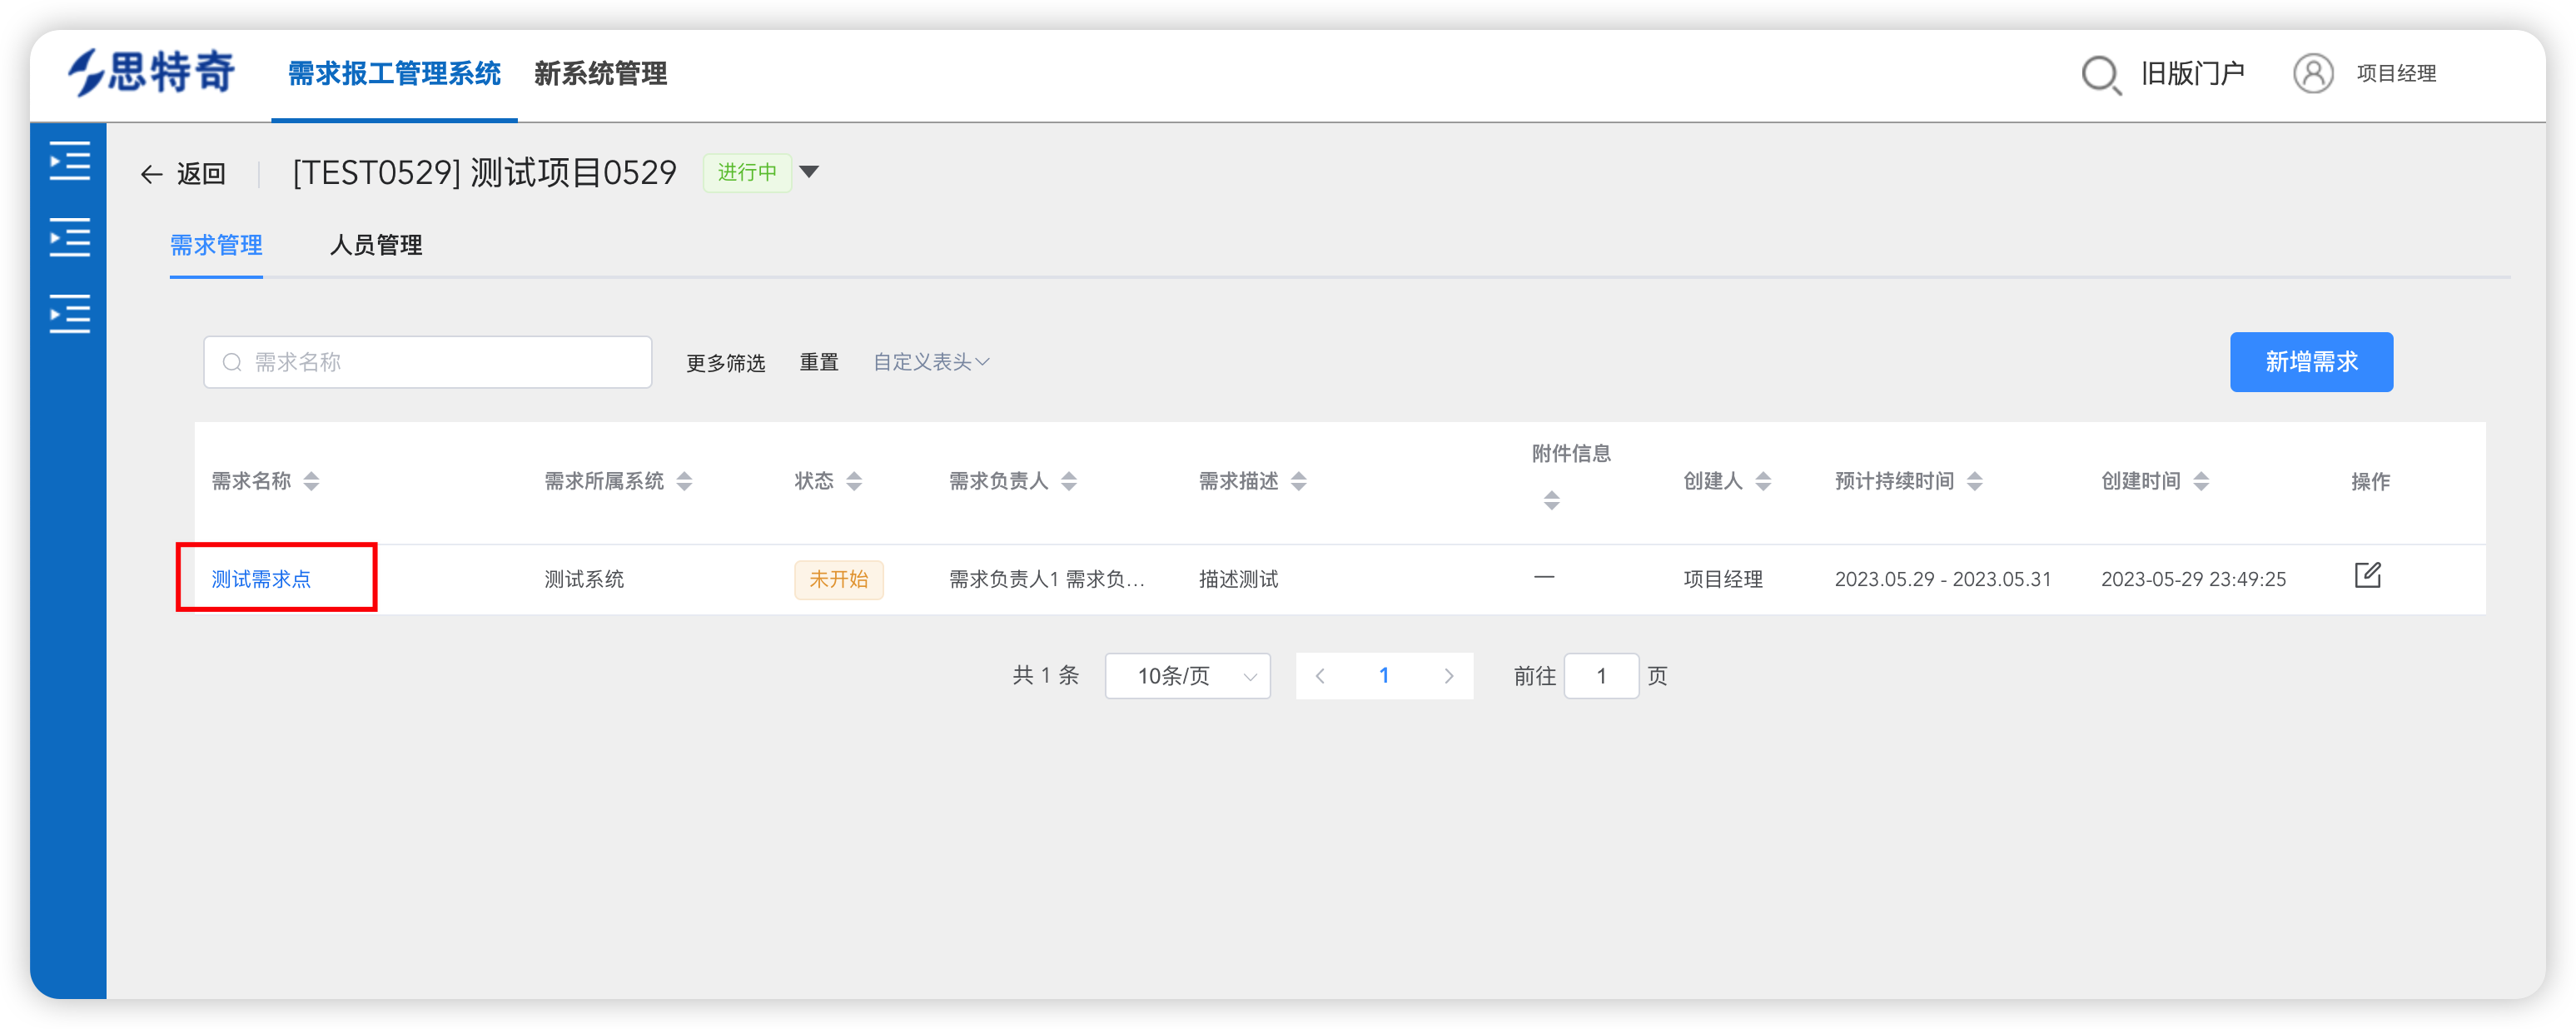 思特奇 需求报工管理系统 新系统管理 旧版门户 项目经理
返回 [TEST0529] 测试项目0529 进行中
需求管理 人员管理
需求名称 更多筛选 重置 自定义表头 新增需求
需求名称 需求所属系统 状态 需求负责人 需求描述 附件信息 创建人 预计持续时间 创建时间 操作
测试需求点 测试系统 未开始 需求负责人1 需求负... 描述测试 — 项目经理 2023.05.29 - 2023.05.31 2023-05-29 23:49:25
共 1 条 10条/页 1 前往 1 页